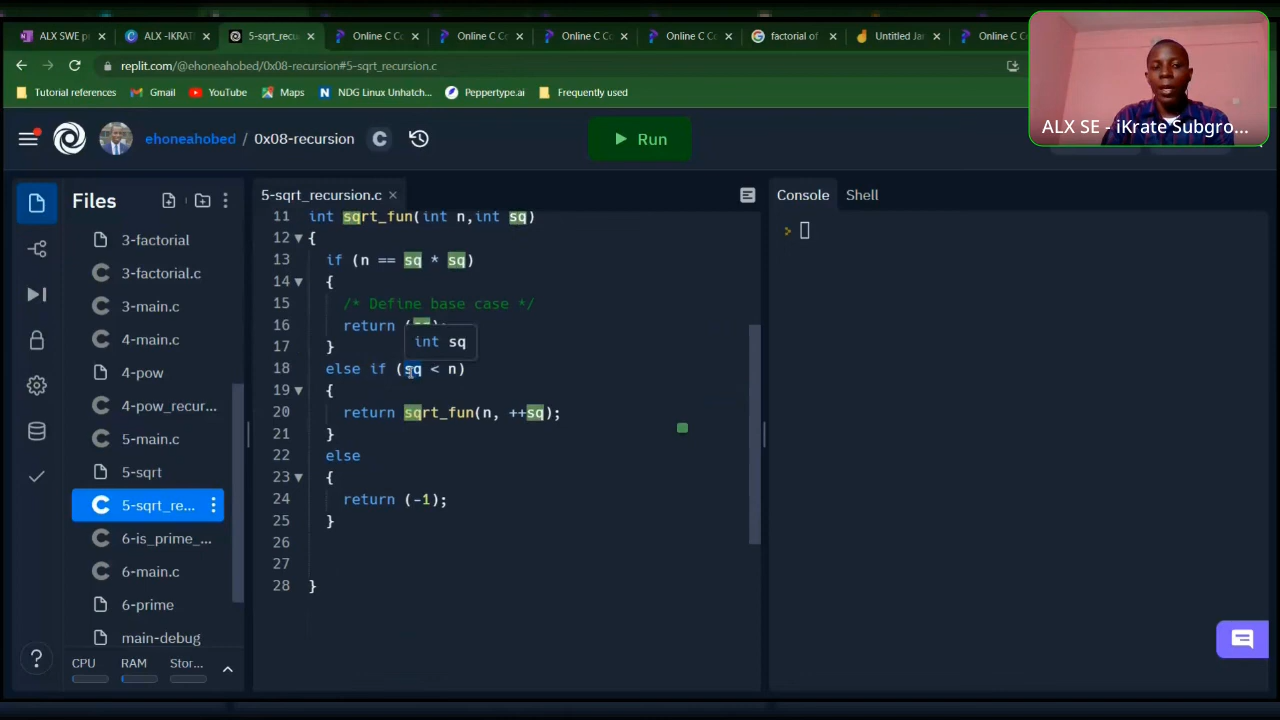 ALX SWE p
ALX -IKRAT
5-sqrt_recu
Online C Co
Online C Co
Online C Co
Online C Co
factorial of
Untitled Jar
Online C Co
replit.com/@ehoneahobed/0x08-recursion#5-sqrt_recursion.c
Tutorial references
Gmail
YouTube
Maps
NDG Linux Unhatch...
Peppertype.ai
Frequently used
ALX SE - iKrate Subgro...
ehoneahobed / 0x08-recursion
C
Run
Files
3-factorial
3-factorial.c
3-main.c
4-main.c
4-pow
4-pow_recur...
5-main.c
5-sqrt
5-sqrt_re...
6-is_prime_...
6-main.c
6-prime
main-debug
CPU RAM Stor...
5-sqrt_recursion.c
11 int sqrt_fun(int n,int sq)
12 {
13 if (n == sq * sq)
14 {
15 /* Define base case */
16 return (
17 }
int sq
18 else if (sq < n)
19 {
20 return sqrt_fun(n, ++sq);
21 }
22 else
23 {
24 return (-1);
25 }
26
27
28 }
Console
Shell
>